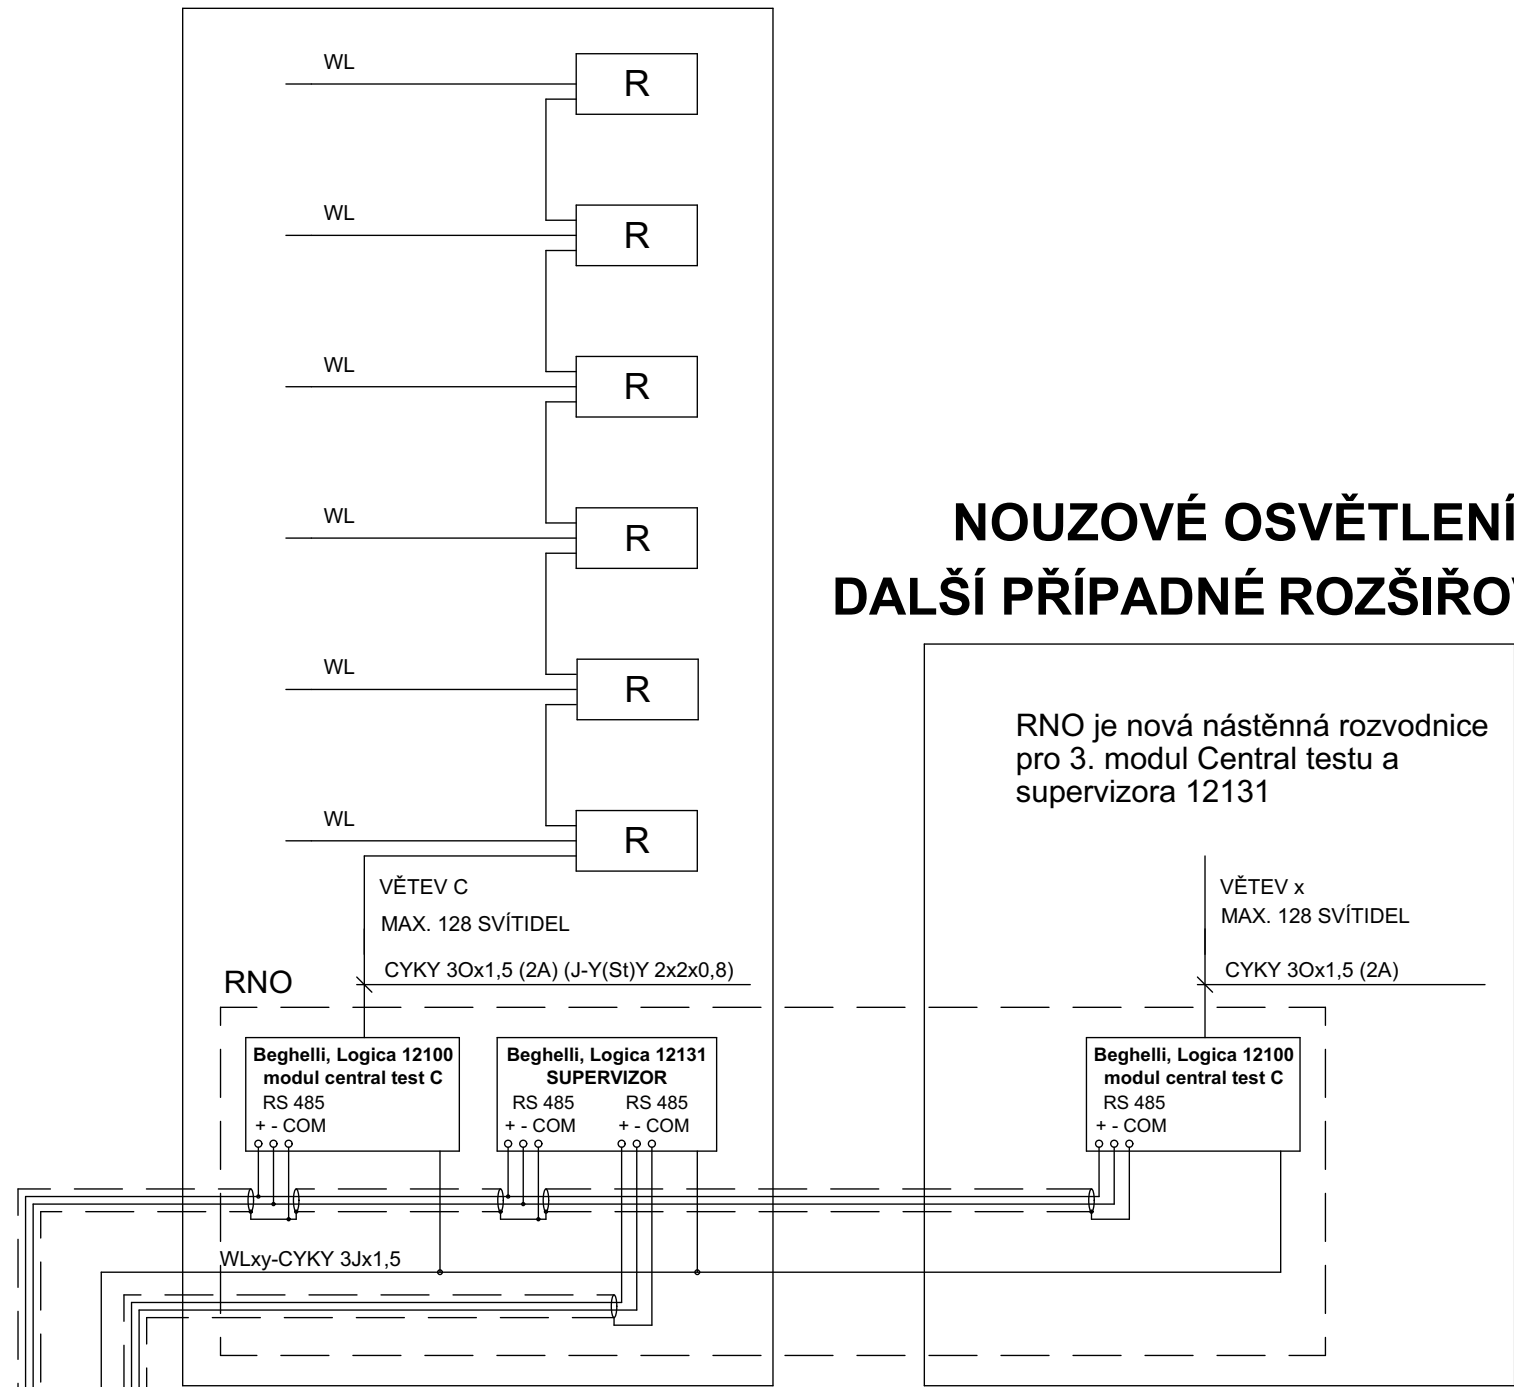 WL
R
WL
R
WL
R
WL
R
WL
R
WL
R
VĚTEV C
MAX. 128 SVÍTIDEL
CYKY 3Ox1,5 (2A) (J-Y(St)Y 2x2x0,8)
RNO
Beghelli, Logica 12100
modul central test C
RS 485
+ - COM
Beghelli, Logica 12131
SUPERVIZOR
RS 485 RS 485
+ - COM + - COM
WLxy-CYKY 3Jx1,5
NOUZOVÉ OSVĚTLENÍ
DALŠÍ PŘÍPADNÉ ROZŠIŘOV
RNO je nová nástěnná rozvodnice
pro 3. modul Central testu a
supervizora 12131
VĚTEV x
MAX. 128 SVÍTIDEL
CYKY 3Ox1,5 (2A)
Beghelli, Logica 12100
modul central test C
RS 485
+ - COM